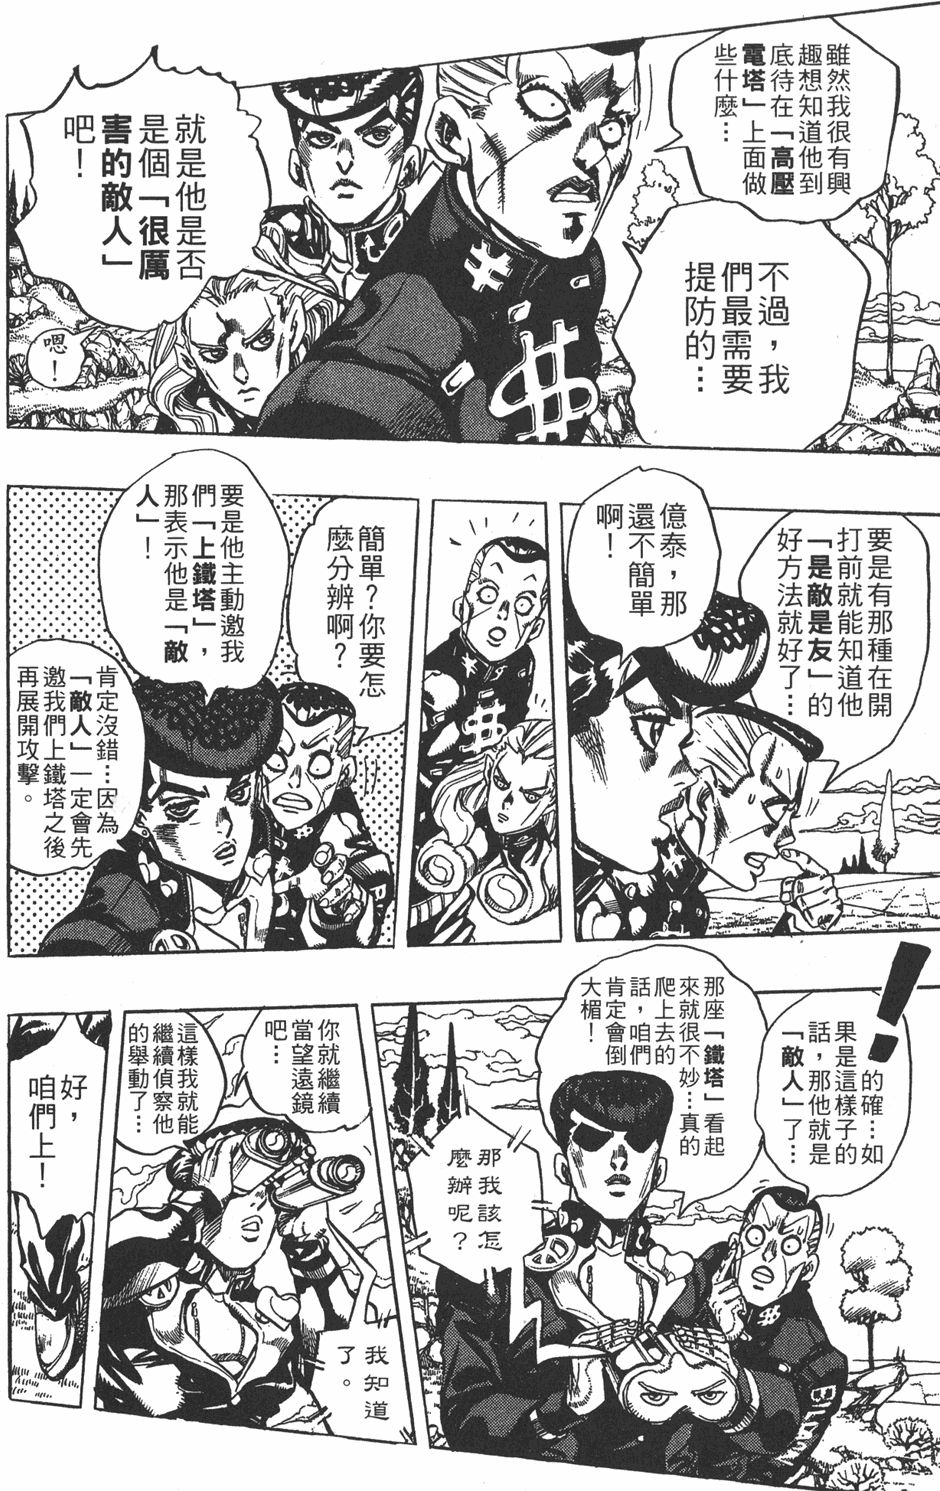 雖然我很有興
趣想知道他到
底待在「高壓
電塔」上面做
些什麼…
不過，我
們最需要
提防的…
就是他是否
是個「很厲
害的敵人」
吧！
嗯！
要是有那種在開
打前就能知道他
「是敵是友」的
好方法就好了…
億泰，那
還不簡單
啊！
簡單？你要怎
麼分辨啊？
要是他主動邀我
們「上鐵塔」，
那表示他是「敵
人」！
肯定沒錯…因為
「敵人」一定會先
邀我們上鐵塔之後
再展開攻擊。
！
的確…如
果是這樣子的
話，那他就是
「敵人」了…
那座「鐵塔」看起
來就很不妙…真的
爬上去的
話，咱們
肯定會倒
大楣！
那我該怎
麼辦呢？
你就繼續
當望遠鏡
吧…
這樣我就能
繼續偵察他
的舉動了…
我知道
了。
好，
咱們上！